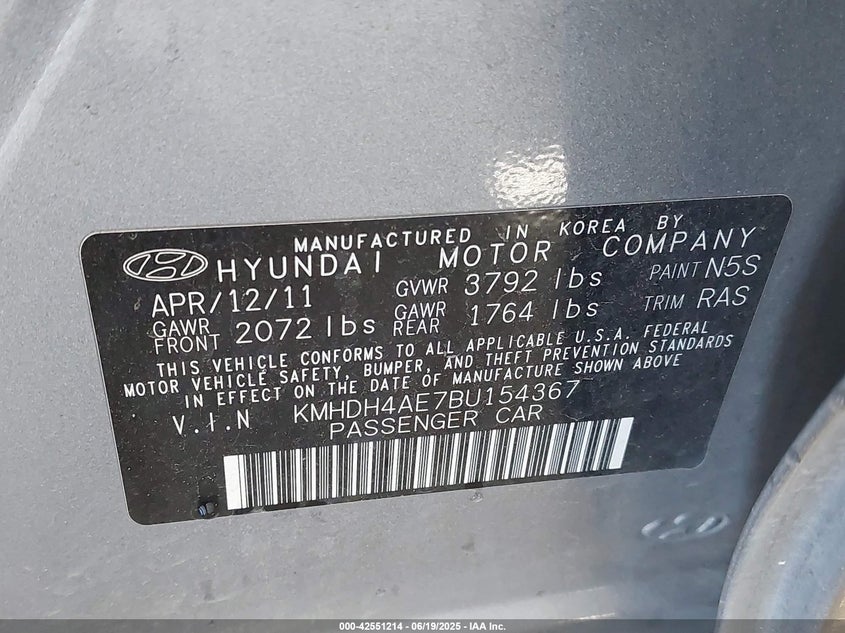 MANUFACTURED IN KOREA BY
HYUNDAI MOTOR COMPANY
APR/12/11 GVWR 3792 lbs PAINT N5S
GAWR FRONT 2072 lbs GAWR REAR 1764 lbs TRIM RAS
THIS VEHICLE CONFORMS TO ALL APPLICABLE U.S.A. FEDERAL
MOTOR VEHICLE SAFETY, BUMPER, AND THEFT PREVENTION STANDARDS
IN EFFECT ON THE DATE OF MANUFACTURE SHOWN ABOVE.
V.I.N KMHDH4AE7BU154367
PASSENGER CAR
000-42551214 - 06/19/2025 - IAA Inc.